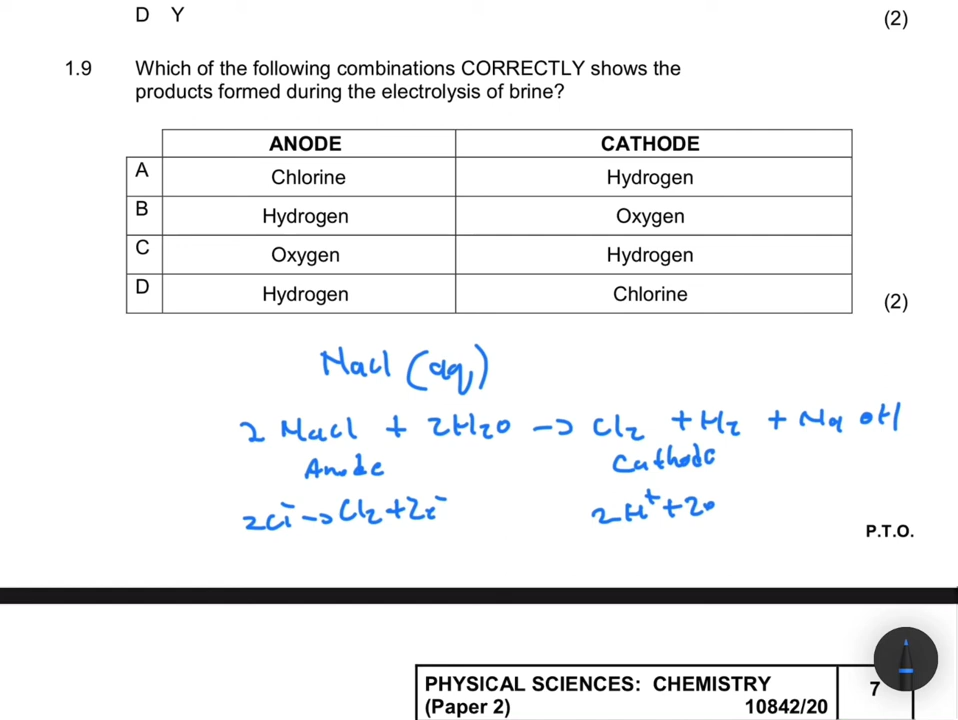 D Y (2)
1.9 Which of the following combinations CORRECTLY shows the
products formed during the electrolysis of brine?
ANODE CATHODE
A Chlorine Hydrogen
B Hydrogen Oxygen
C Oxygen Hydrogen
D Hydrogen Chlorine
(2)
Nacl (aq)
2 Nacl + 2H2O -> Cl2 + H2 + Na OH
Anode Cathode
2Cl⁻ -> Cl2 + 2e⁻ 2H⁺ + 2e
P.T.O.
PHYSICAL SCIENCES: CHEMISTRY 7
(Paper 2) 10842/20